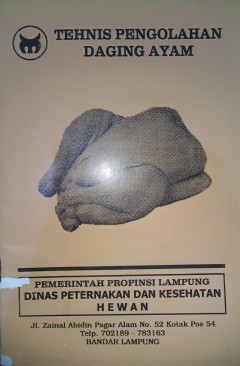 TEHNIS PENGOLAHAN
DAGING AYAM
PEMERINTAH PROPINSI LAMPUNG
DINAS PETERNAKAN DAN KESEHATAN
HEWAN
Jl. Zainal Abidin Pagar Alam No. 52 Kotak Pos 54
Telp. 702189 - 783163
BANDAR LAMPUNG